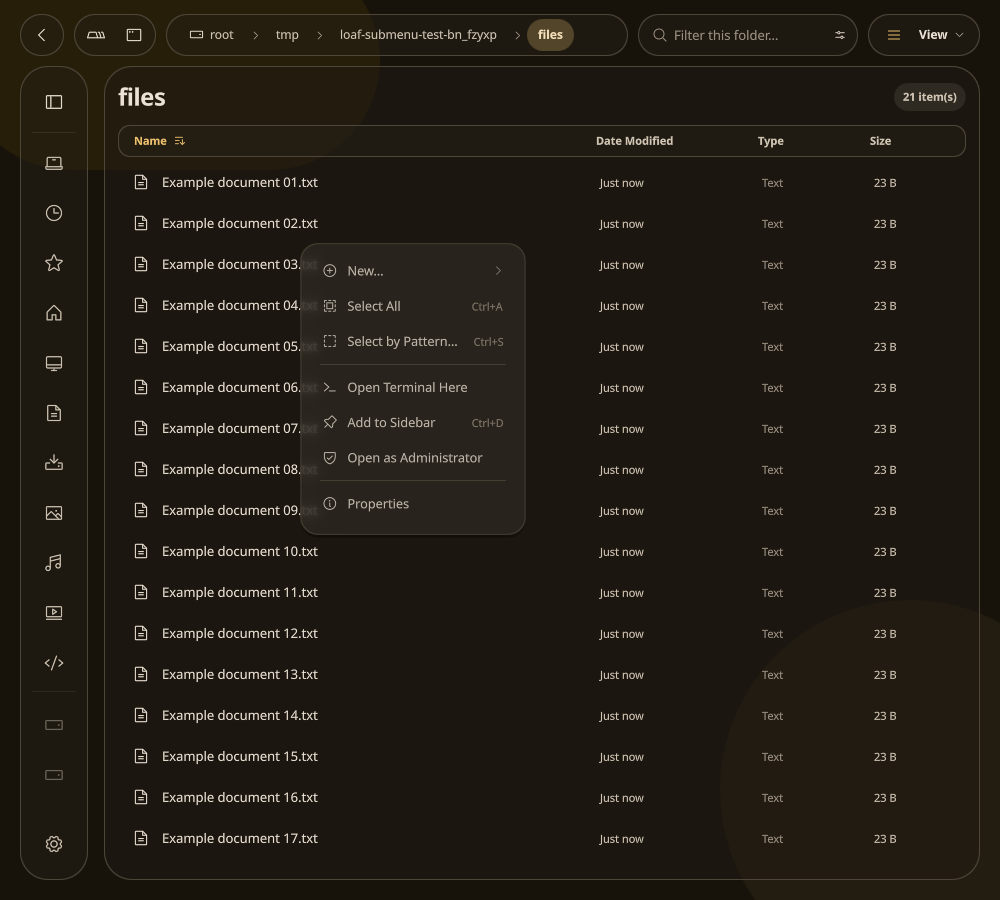 root > tmp > loaf-submenu-test-bn_fzyxp > files
Filter this folder...
View
files
21 item(s)
Name Date Modified Type Size
Example document 01.txt Just now Text 23 B
Example document 02.txt Just now Text 23 B
Example document 03. Just now Text 23 B
Example document 04. Just now Text 23 B
Example document 05. Just now Text 23 B
Example document 06. Just now Text 23 B
Example document 07. Just now Text 23 B
Example document 08. Just now Text 23 B
Example document 09. Just now Text 23 B
Example document 10.txt Just now Text 23 B
Example document 11.txt Just now Text 23 B
Example document 12.txt Just now Text 23 B
Example document 13.txt Just now Text 23 B
Example document 14.txt Just now Text 23 B
Example document 15.txt Just now Text 23 B
Example document 16.txt Just now Text 23 B
Example document 17.txt Just now Text 23 B
New...
Select All Ctrl+A
Select by Pattern... Ctrl+S
Open Terminal Here
Add to Sidebar Ctrl+D
Open as Administrator
Properties